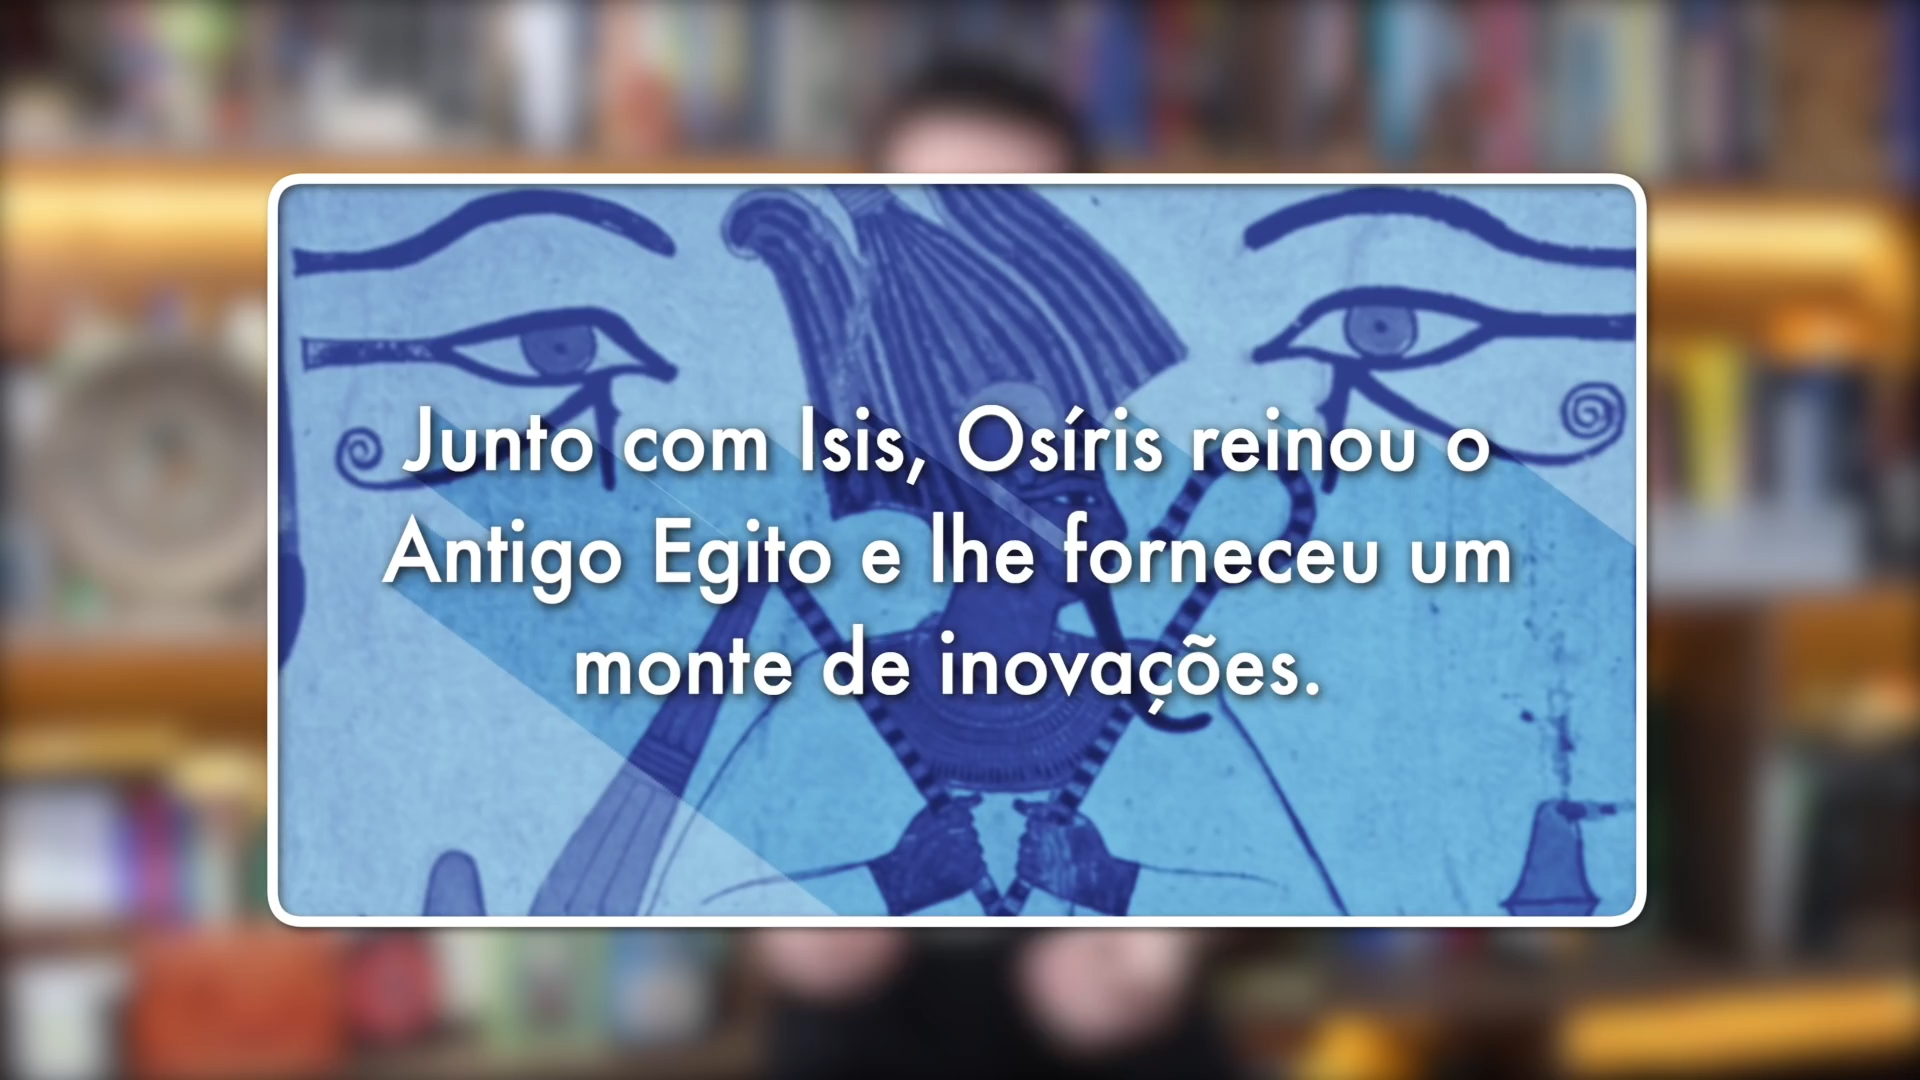 Junto com Isis, Osíris reinou o
Antigo Egito e lhe forneceu um
monte de inovações.